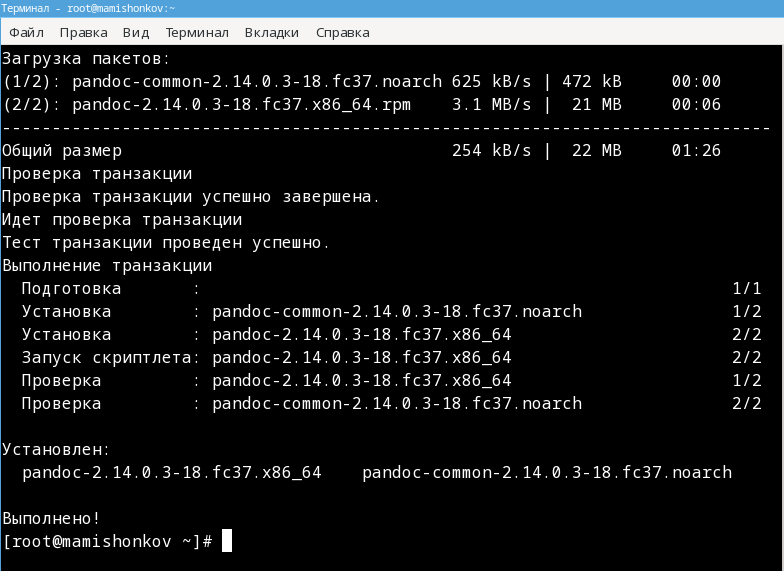 Терминал - root@mamishonkov:~
Файл Правка Вид Терминал Вкладки Справка
Загрузка пакетов:
(1/2): pandoc-common-2.14.0.3-18.fc37.noarch 625 kB/s | 472 kB     00:00
(2/2): pandoc-2.14.0.3-18.fc37.x86_64.rpm    3.1 MB/s |  21 MB     00:06
-----------------------------------------------------------------------------
Общий размер                                 254 kB/s |  22 MB     01:26
Проверка транзакции
Проверка транзакции успешно завершена.
Идет проверка транзакции
Тест транзакции проведен успешно.
Выполнение транзакции
  Подготовка       :                                                     1/1
  Установка        : pandoc-common-2.14.0.3-18.fc37.noarch               1/2
  Установка        : pandoc-2.14.0.3-18.fc37.x86_64                      2/2
  Запуск скриптлета: pandoc-2.14.0.3-18.fc37.x86_64                      2/2
  Проверка         : pandoc-2.14.0.3-18.fc37.x86_64                      1/2
  Проверка         : pandoc-common-2.14.0.3-18.fc37.noarch               2/2
Установлен:
  pandoc-2.14.0.3-18.fc37.x86_64    pandoc-common-2.14.0.3-18.fc37.noarch
Выполнено!
[root@mamishonkov ~]#